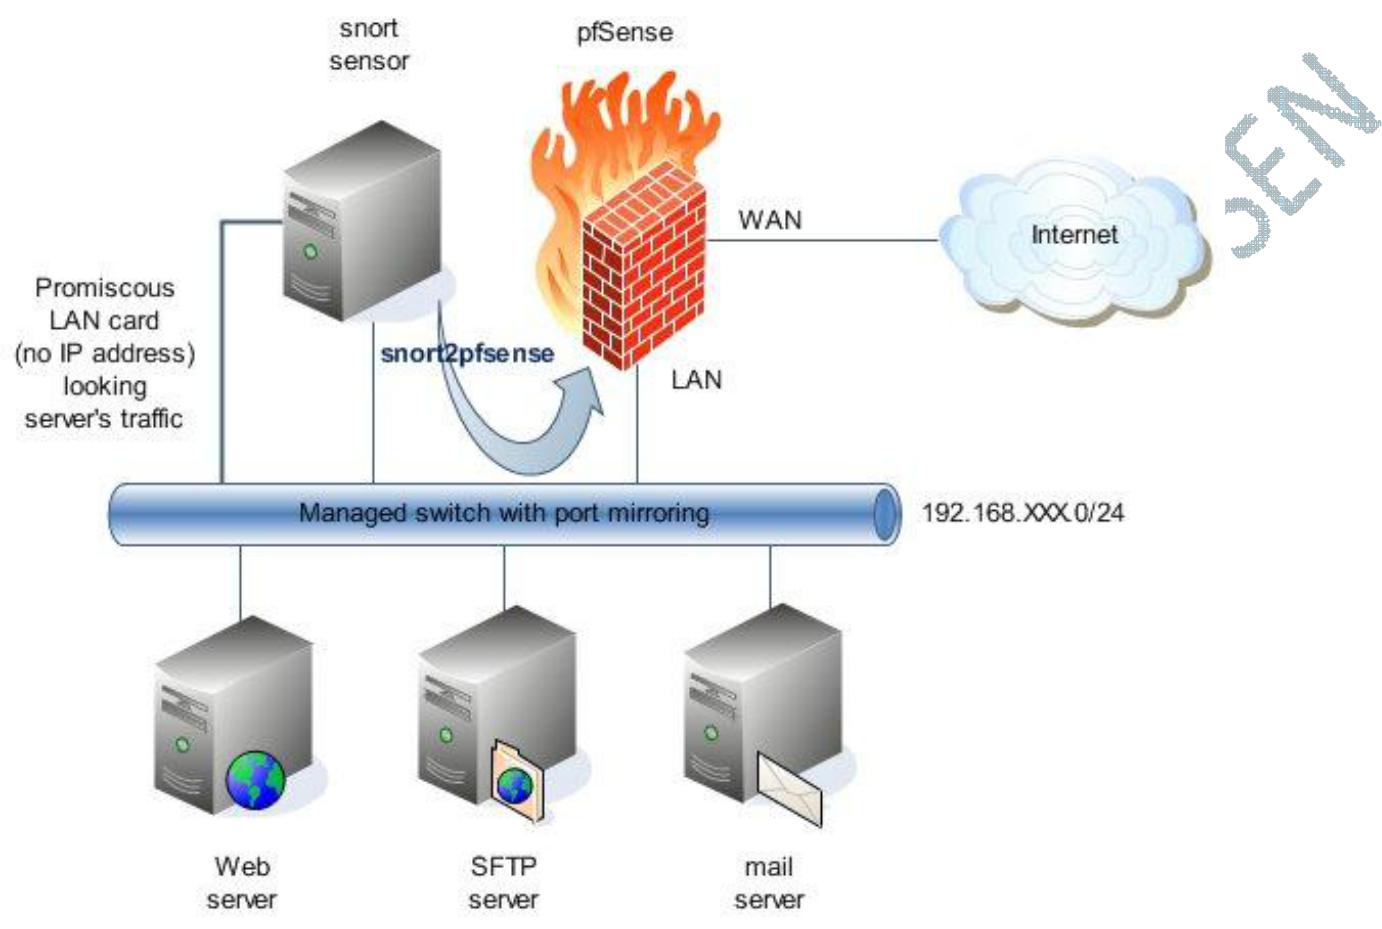 snort
sensor
pfSense
SEN
WAN
Internet
Promiscous
LAN card
(no IP address)
looking
server's traffic
snort2pfsense
LAN
Managed switch with port mirroring
192.168.XXX.0/24
Web
server
SFTP
server
mail
server